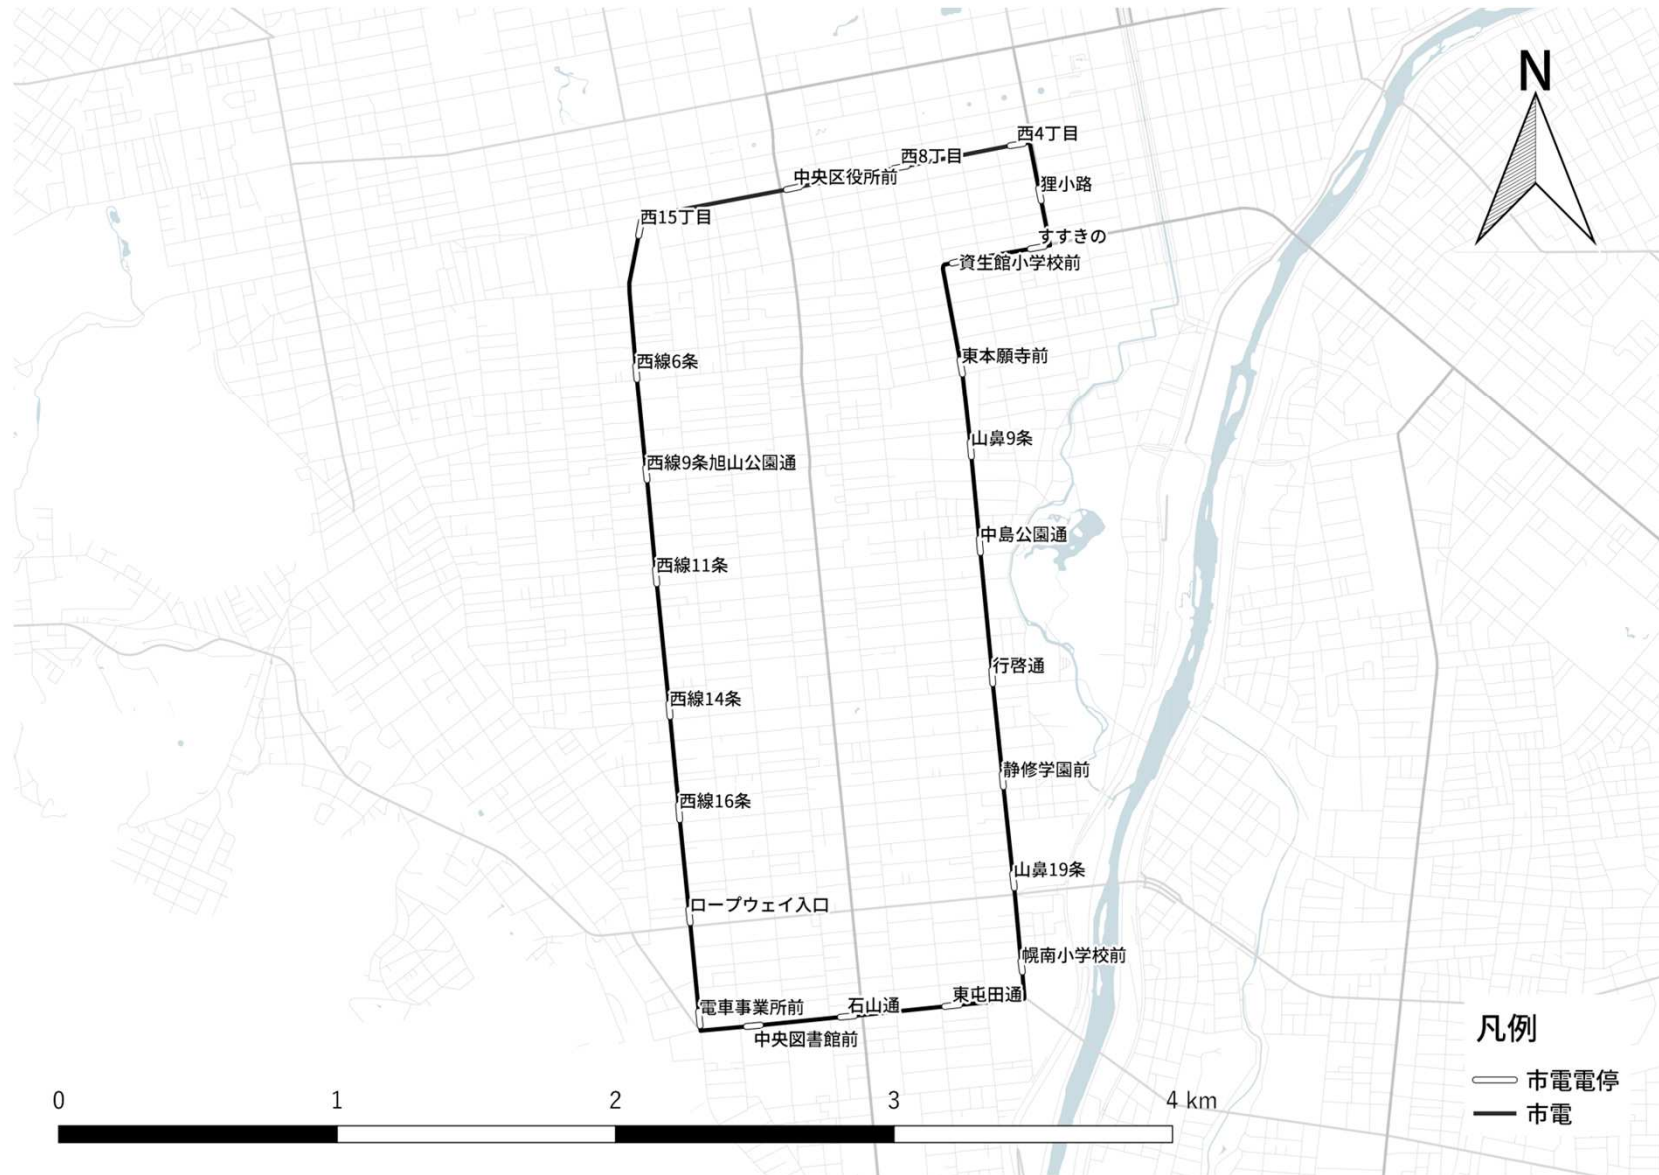 N
西4丁目
西8丁目
中央区役所前
狸小路
西15丁目
すすきの
資生館小学校前
東本願寺前
西線6条
山鼻9条
西線9条旭山公園通
中島公園通
西線11条
行啓通
西線14条
静修学園前
西線16条
山鼻19条
ロープウェイ入口
幌南小学校前
東屯田通
石山通
電車事業所前
中央図書館前
凡例
市電電停
市電
0 1 2 3 4 km